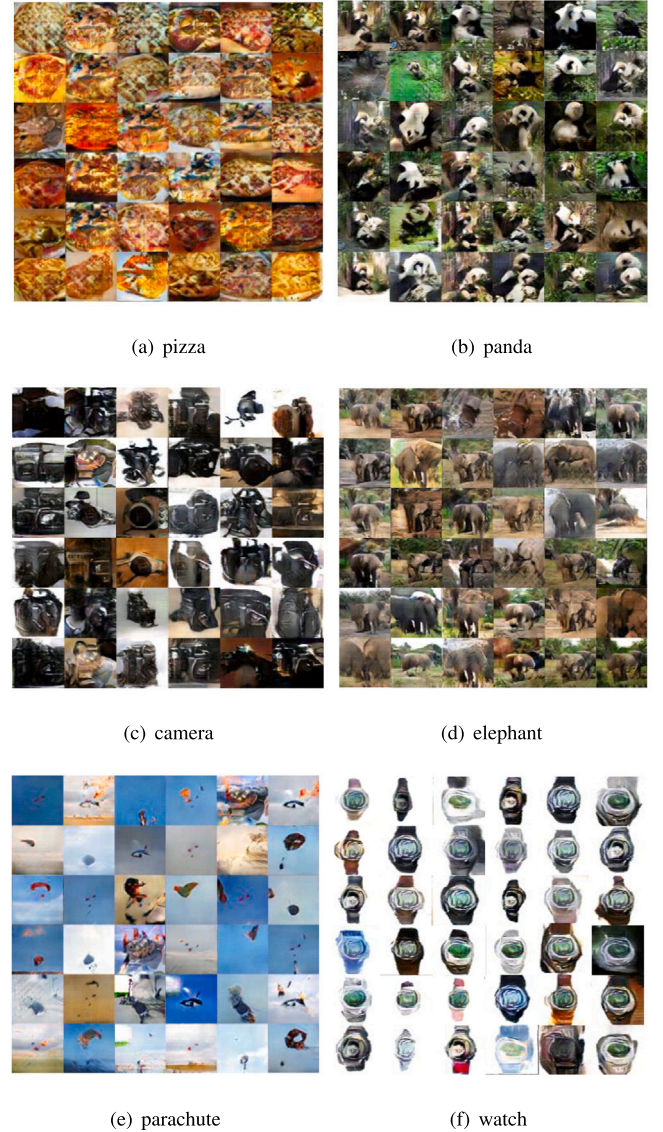 (a) pizza
(b) panda
(c) camera
(d) elephant
(e) parachute
(f) watch